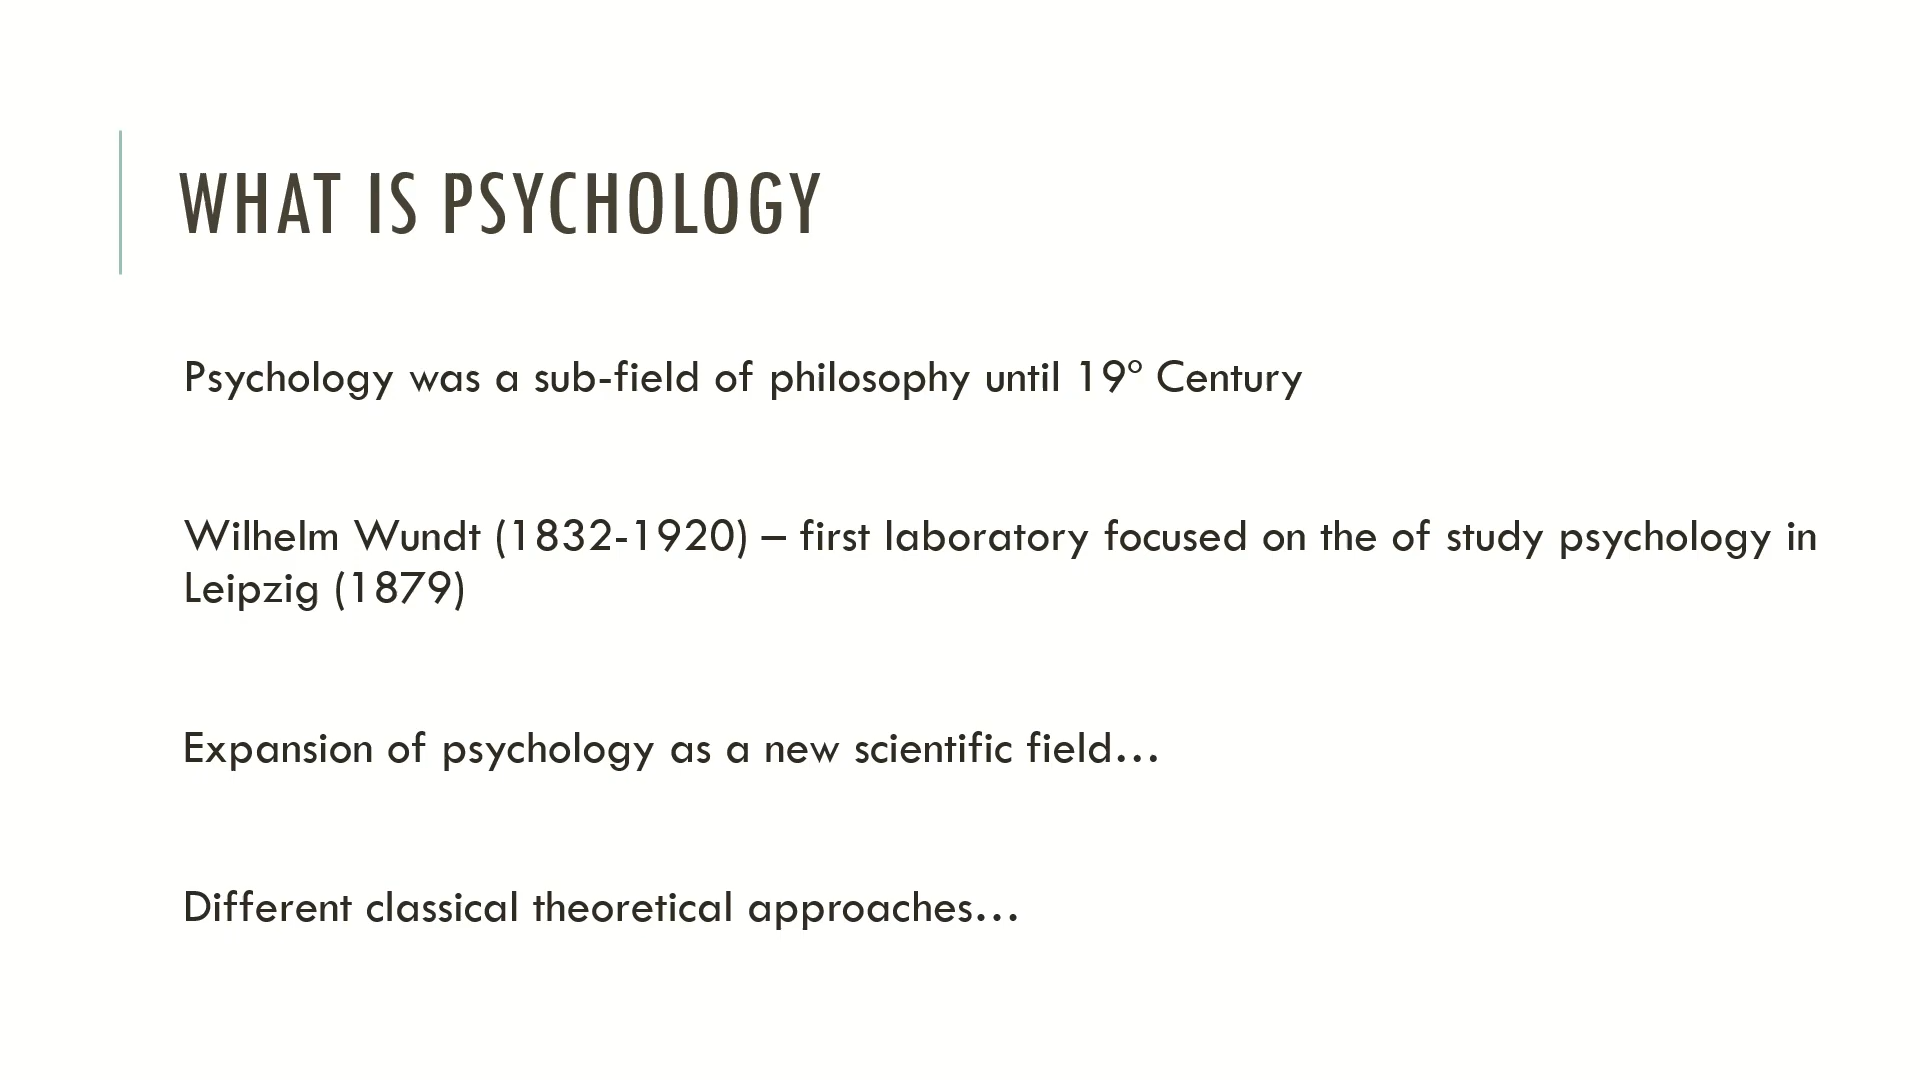 WHAT IS PSYCHOLOGY
Psychology was a sub-field of philosophy until 19º Century
Wilhelm Wundt (1832-1920) – first laboratory focused on the of study psychology in
Leipzig (1879)
Expansion of psychology as a new scientific field…
Different classical theoretical approaches…